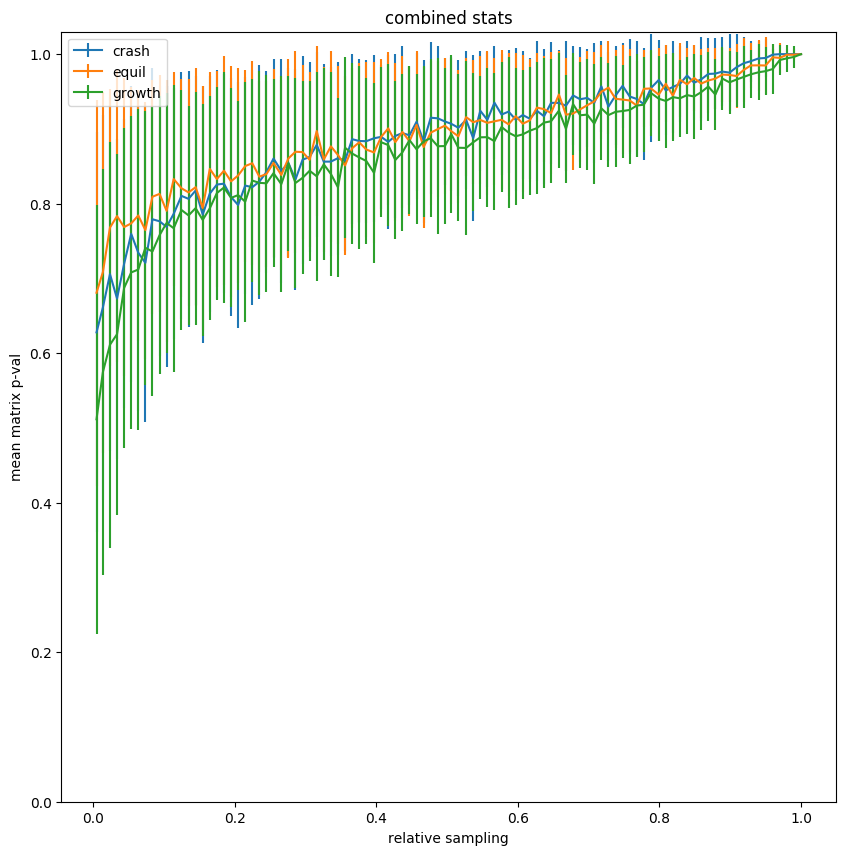 combined stats
crash
equil
growth
mean matrix p-val
1.0
0.8
0.6
0.4
0.2
0.0
0.0 0.2 0.4 0.6 0.8 1.0
relative sampling